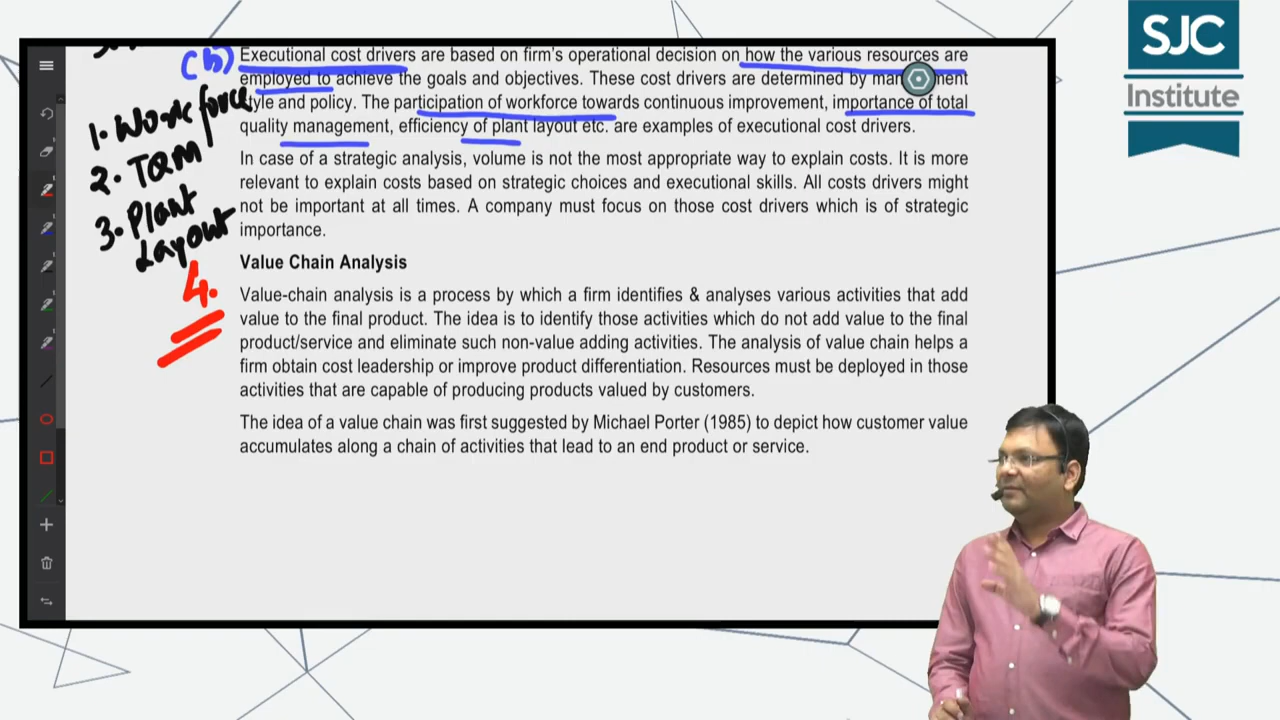 SJC
Institute
(b)
Executional cost drivers are based on firm's operational decision on how the various resources are
employed to achieve the goals and objectives. These cost drivers are determined by
style and policy. The participation of workforce towards continuous improvement, importance of total
quality management, efficiency of plant layout etc. are examples of executional cost drivers.
1. Work force
2. TQM
3. Plant
Layout
4.
In case of a strategic analysis, volume is not the most appropriate way to explain costs. It is more
relevant to explain costs based on strategic choices and executional skills. All costs drivers might
not be important at all times. A company must focus on those cost drivers which is of strategic
importance.
Value Chain Analysis
Value-chain analysis is a process by which a firm identifies & analyses various activities that add
value to the final product. The idea is to identify those activities which do not add value to the final
product/service and eliminate such non-value adding activities. The analysis of value chain helps a
firm obtain cost leadership or improve product differentiation. Resources must be deployed in those
activities that are capable of producing products valued by customers.
The idea of a value chain was first suggested by Michael Porter (1985) to depict how customer value
accumulates along a chain of activities that lead to an end product or service.